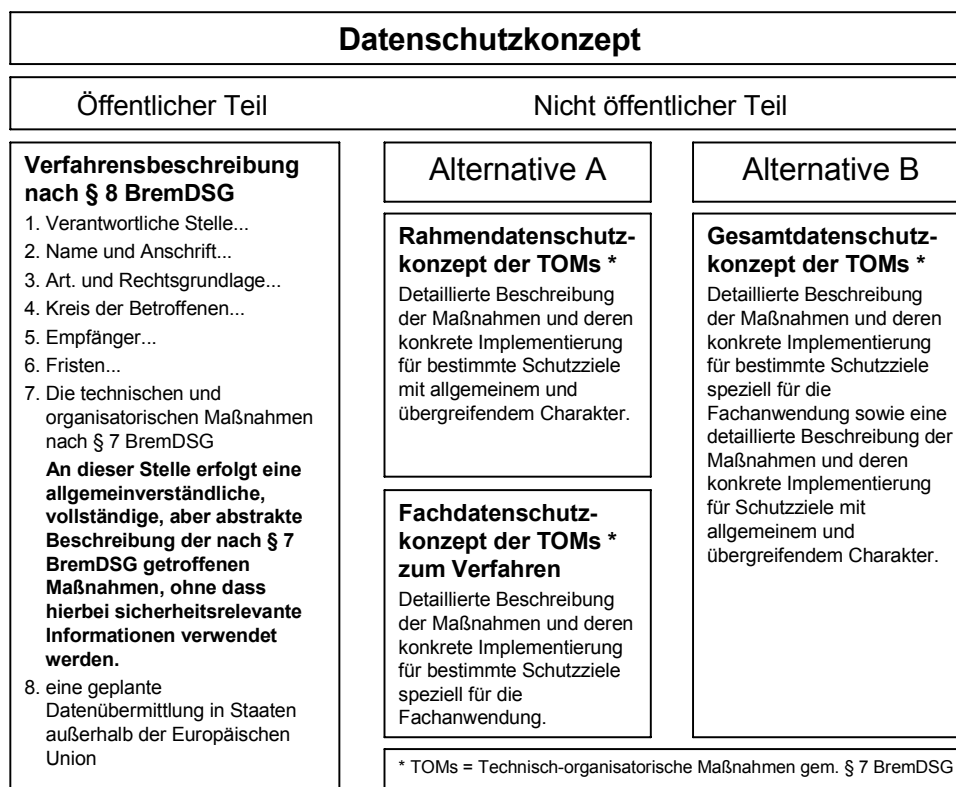 Datenschutzkonzept
Öffentlicher Teil
Nicht öffentlicher Teil
Verfahrensbeschreibung
nach § 8 BremDSG
1. Verantwortliche Stelle...
2. Name und Anschrift...
3. Art. und Rechtsgrundlage...
4. Kreis der Betroffenen...
5. Empfänger...
6. Fristen...
7. Die technischen und
organisatorischen Maßnahmen
nach § 7 BremDSG
An dieser Stelle erfolgt eine
allgemeinverständliche,
vollständige, aber abstrakte
Beschreibung der nach § 7
BremDSG getroffenen
Maßnahmen, ohne dass
hierbei sicherheitsrelevante
Informationen verwendet
werden.
8. eine geplante
Datenübermittlung in Staaten
außerhalb der Europäischen
Union
Alternative A
Rahmendatenschutz-
konzept der TOMs *
Detaillierte Beschreibung
der Maßnahmen und deren
konkrete Implementierung
für bestimmte Schutzziele
mit allgemeinem und
übergreifendem Charakter.
Fachdatenschutz-
konzept der TOMs *
zum Verfahren
Detaillierte Beschreibung
der Maßnahmen und deren
konkrete Implementierung
für bestimmte Schutzziele
speziell für die
Fachanwendung.
Alternative B
Gesamtdatenschutz-
konzept der TOMs *
Detaillierte Beschreibung
der Maßnahmen und deren
konkrete Implementierung
für bestimmte Schutzziele
speziell für die
Fachanwendung sowie eine
detaillierte Beschreibung der
Maßnahmen und deren
konkrete Implementierung
für Schutzziele mit
allgemeinem und
übergreifendem Charakter.
* TOMs = Technisch-organisatorische Maßnahmen gem. § 7 BremDSG